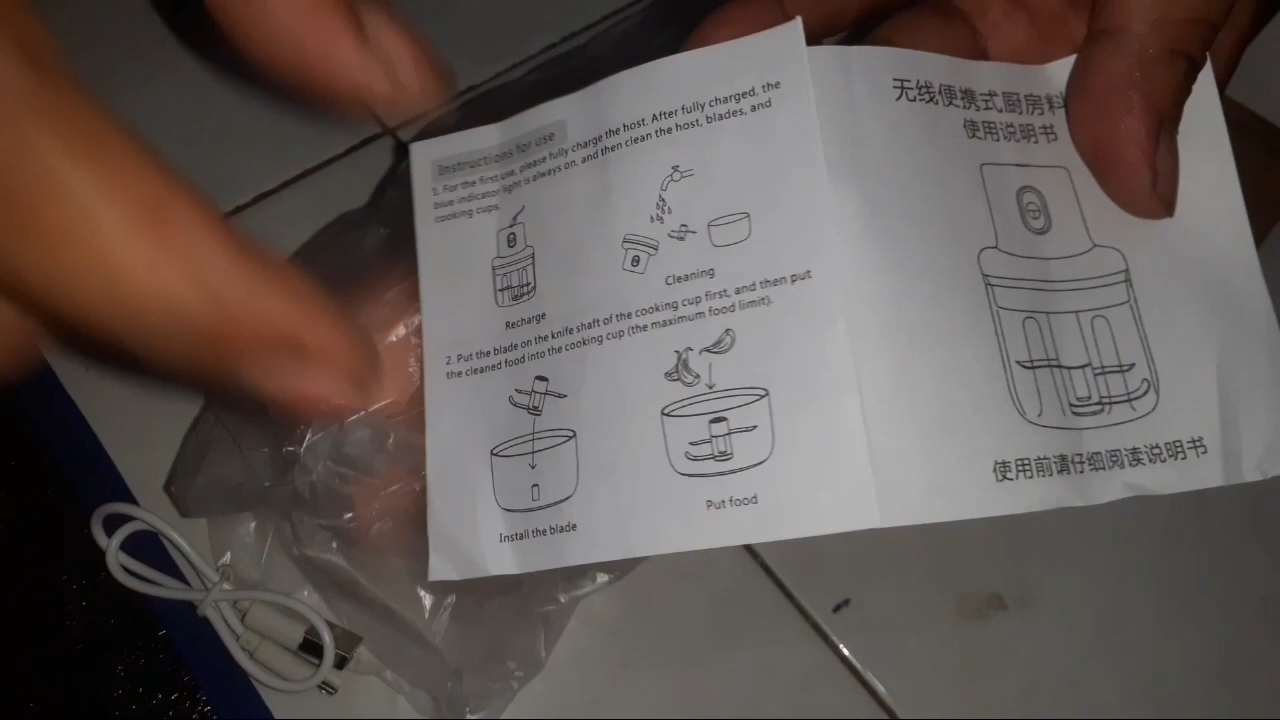 Instructions for use
1. For the first use, please fully charge the host. After fully charged, the
blue indicator light is always on, and then clean the host, blades, and
cooking cups.
Recharge
Cleaning
2. Put the blade on the knife shaft of the cooking cup first, and then put
the cleaned food into the cooking cup (the maximum food limit).
Install the blade
Put food
无线便携式厨房料
使用说明书
使用前请仔细阅读说明书